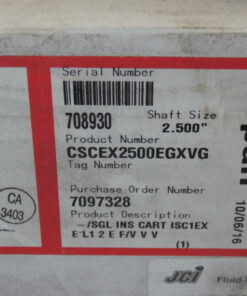 Serial Number
708930
Shaft Size
2.500"
Product Number
CSCEX2500EGXVG
Tag Number
Purchase Order Number
7097328
Product Description
-/SGL INS CART ISC1EX
E L1 2 E F/V V V
(1)
CA
3403
10/06/16
JCI
Fluid